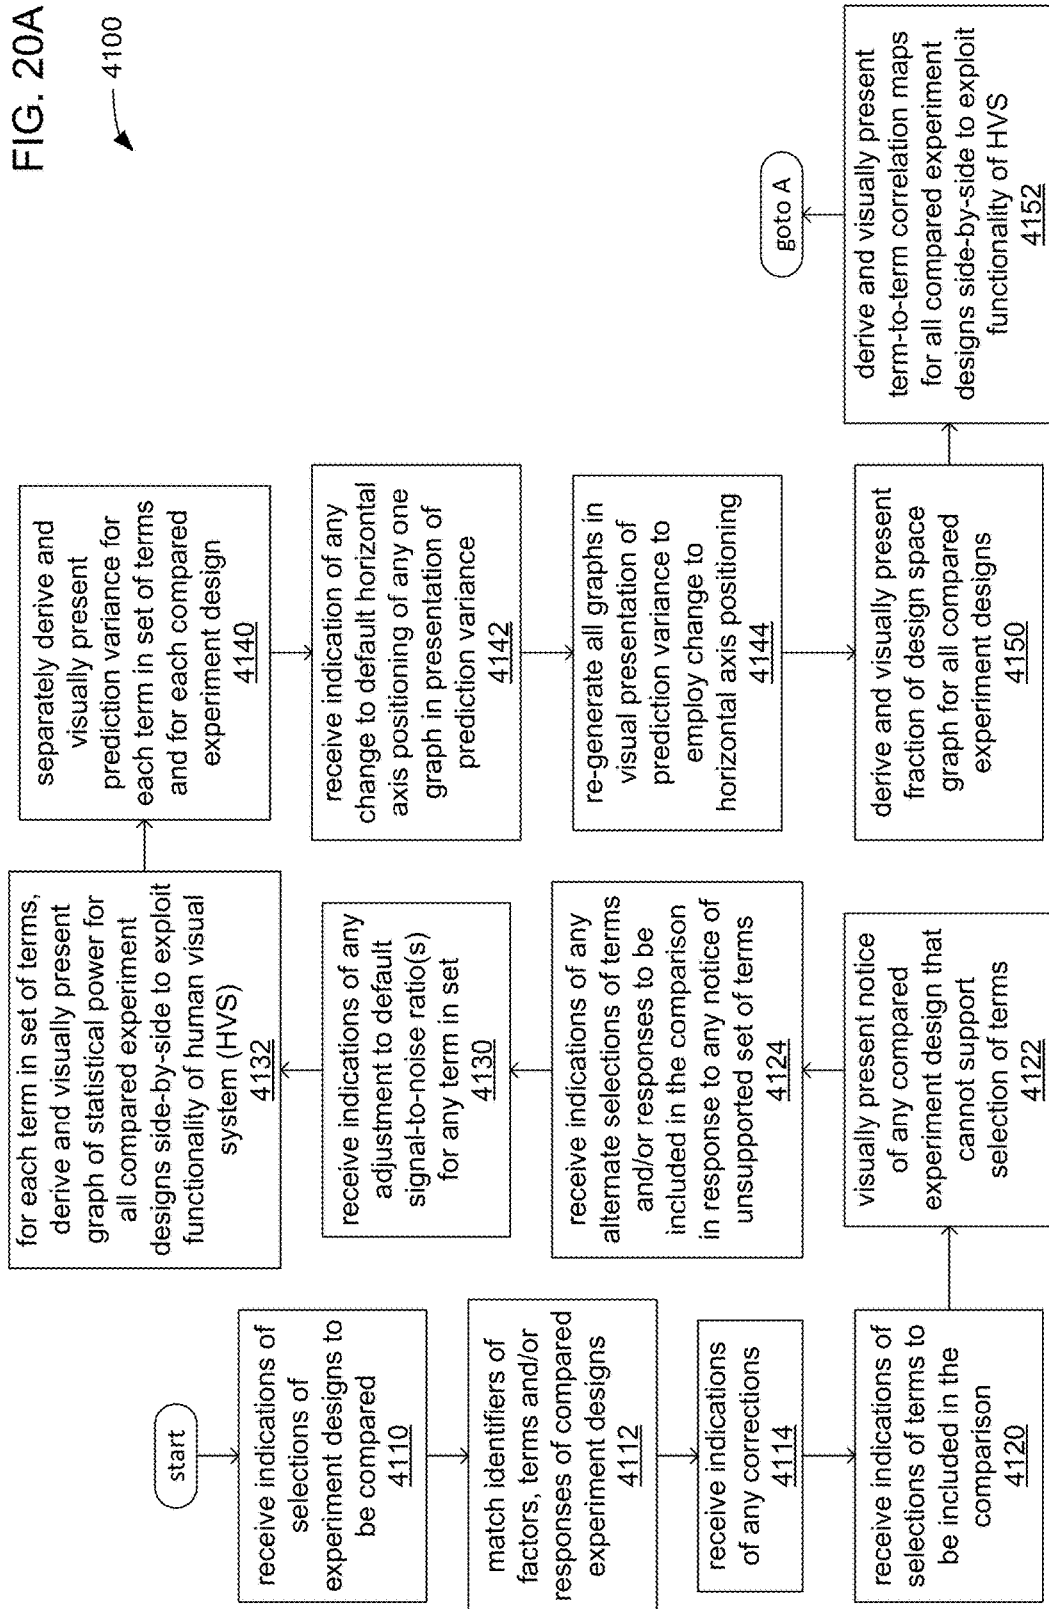 FIG. 20A
4100
start
receive indications of
selections of
experiment designs to
be compared
4110
match identifiers of
factors, terms and/or
responses of compared
experiment designs
4112
receive indications
of any corrections
4114
receive indications of
selections of terms to
be included in the
comparison
4120
visually present notice
of any compared
experiment design that
cannot support
selection of terms
4122
receive indications of any
alternate selections of terms
and/or responses to be
included in the comparison
in response to any notice of
unsupported set of terms
4124
receive indications of any
adjustment to default
signal-to-noise ratio(s)
for any term in set
4130
for each term in set of terms,
derive and visually present
graph of statistical power for
all compared experiment
designs side-by-side to exploit
functionality of human visual
system (HVS)
4132
separately derive and
visually present
prediction variance for
each term in set of terms
and for each compared
experiment design
4140
receive indication of any
change to default horizontal
axis positioning of any one
graph in presentation of
prediction variance
4142
re-generate all graphs in
visual presentation of
prediction variance to
employ change to
horizontal axis positioning
4144
derive and visually present
fraction of design space
graph for all compared
experiment designs
4150
derive and visually present
term-to-term correlation maps
for all compared experiment
designs side-by-side to exploit
functionality of HVS
4152
goto A